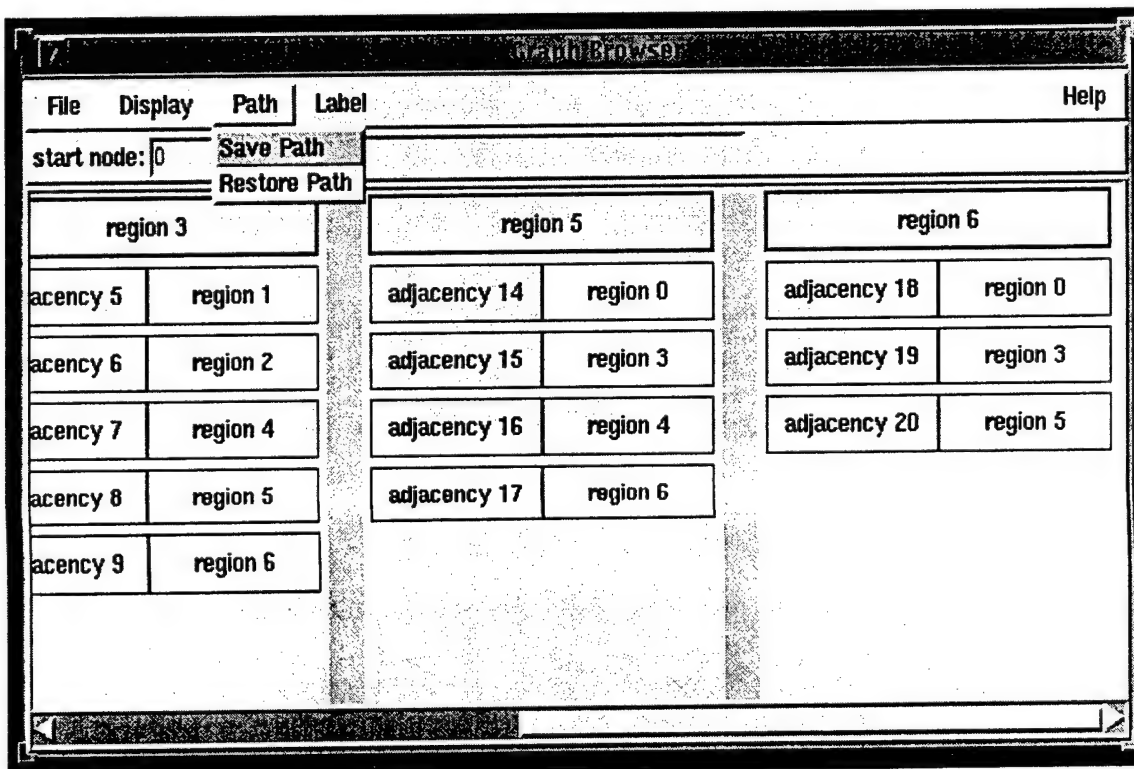 Graph Browser
File Display Path Label Help
start node: 0
Save Path
Restore Path
region 3 region 5 region 6
acency 5 region 1 adjacency 14 region 0 adjacency 18 region 0
acency 6 region 2 adjacency 15 region 3 adjacency 19 region 3
acency 7 region 4 adjacency 16 region 4 adjacency 20 region 5
acency 8 region 5 adjacency 17 region 6
acency 9 region 6